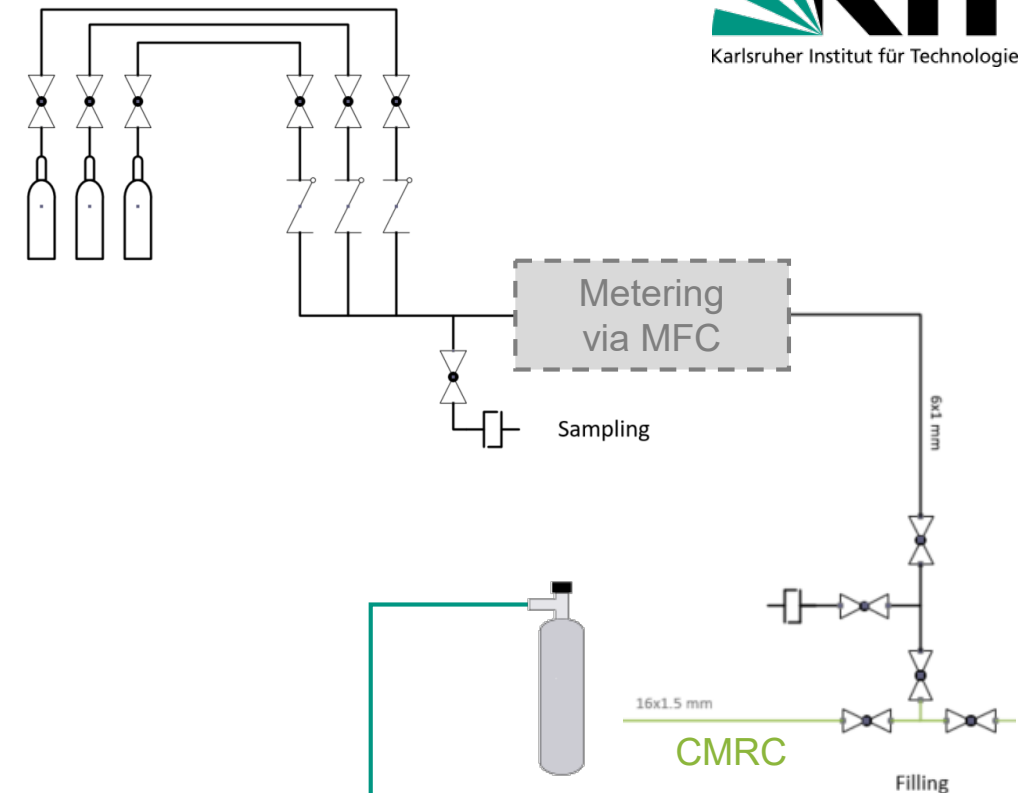 Karlsruher Institut für Technologie
Metering
via MFC
Sampling
6x1 mm
16x1.5 mm
CMRC
Filling